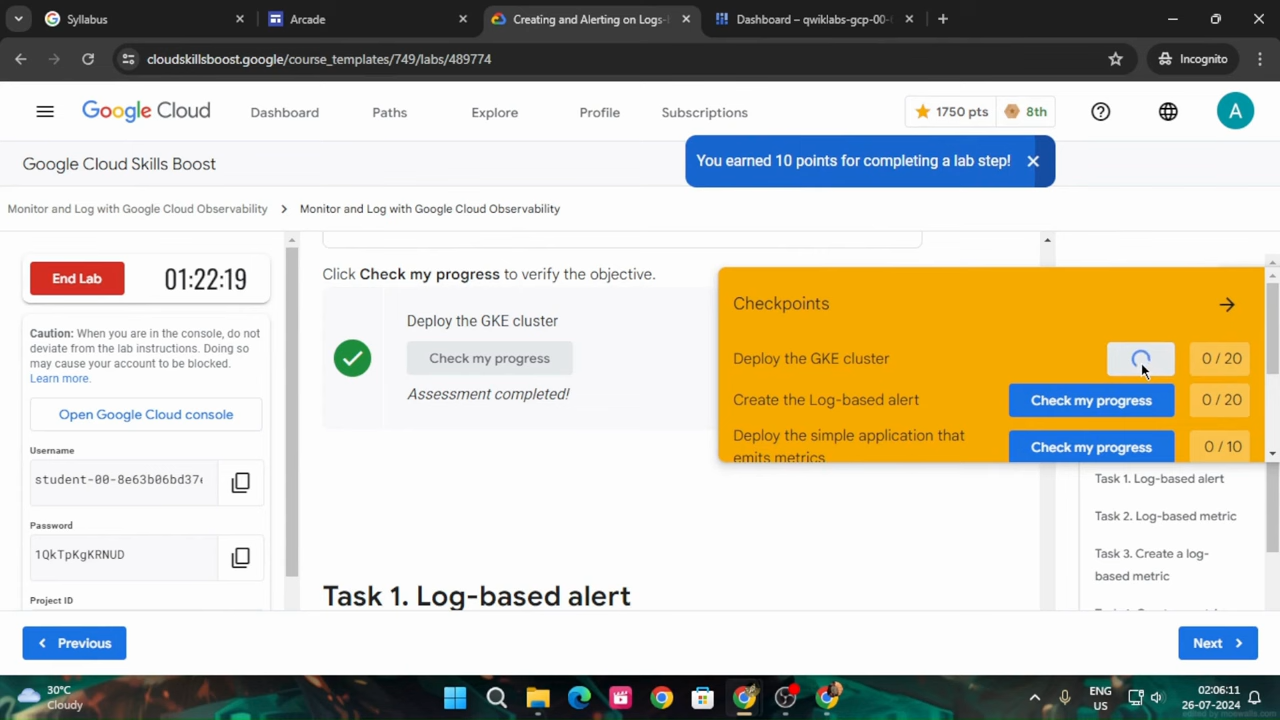 Syllabus
Arcade
Creating and Alerting on Logs-
Dashboard – qwiklabs-gcp-00-
cloudskillsboost.google/course_templates/749/labs/489774
Incognito
Google Cloud
Dashboard
Paths
Explore
Profile
Subscriptions
1750 pts
8th
A
Google Cloud Skills Boost
You earned 10 points for completing a lab step!
Monitor and Log with Google Cloud Observability
Monitor and Log with Google Cloud Observability
End Lab
01:22:19
Caution: When you are in the console, do not
deviate from the lab instructions. Doing so
may cause your account to be blocked.
Learn more.
Open Google Cloud console
Username
student-00-8e63b06bd37
Password
1QkTpKgKRNUD
Project ID
Click Check my progress to verify the objective.
Deploy the GKE cluster
Check my progress
Assessment completed!
Task 1. Log-based alert
Checkpoints
Deploy the GKE cluster
0 / 20
Create the Log-based alert
Check my progress
0 / 20
Deploy the simple application that
emits metrics
Check my progress
0 / 10
Task 1. Log-based alert
Task 2. Log-based metric
Task 3. Create a log-
based metric
Previous
Next
30°C
Cloudy
ENG
US
02:06:11
26-07-2024